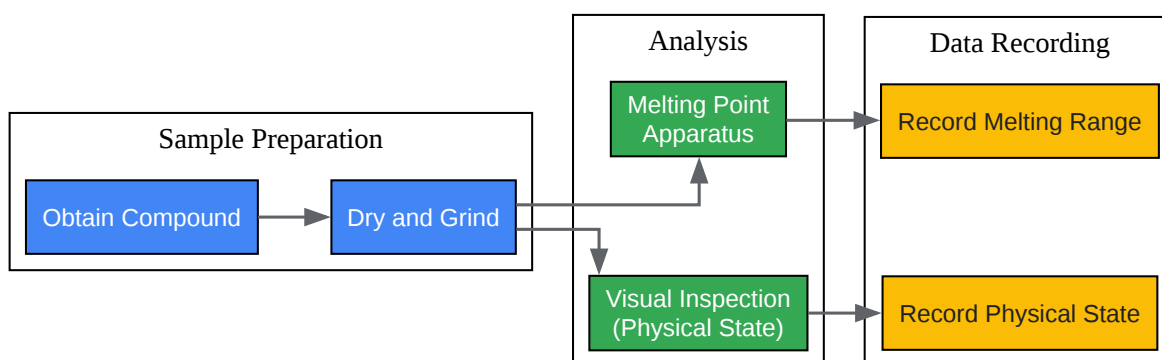 Sample Preparation
Obtain Compound
Dry and Grind
Analysis
Melting Point
Apparatus
Visual Inspection
(Physical State)
Data Recording
Record Melting Range
Record Physical State